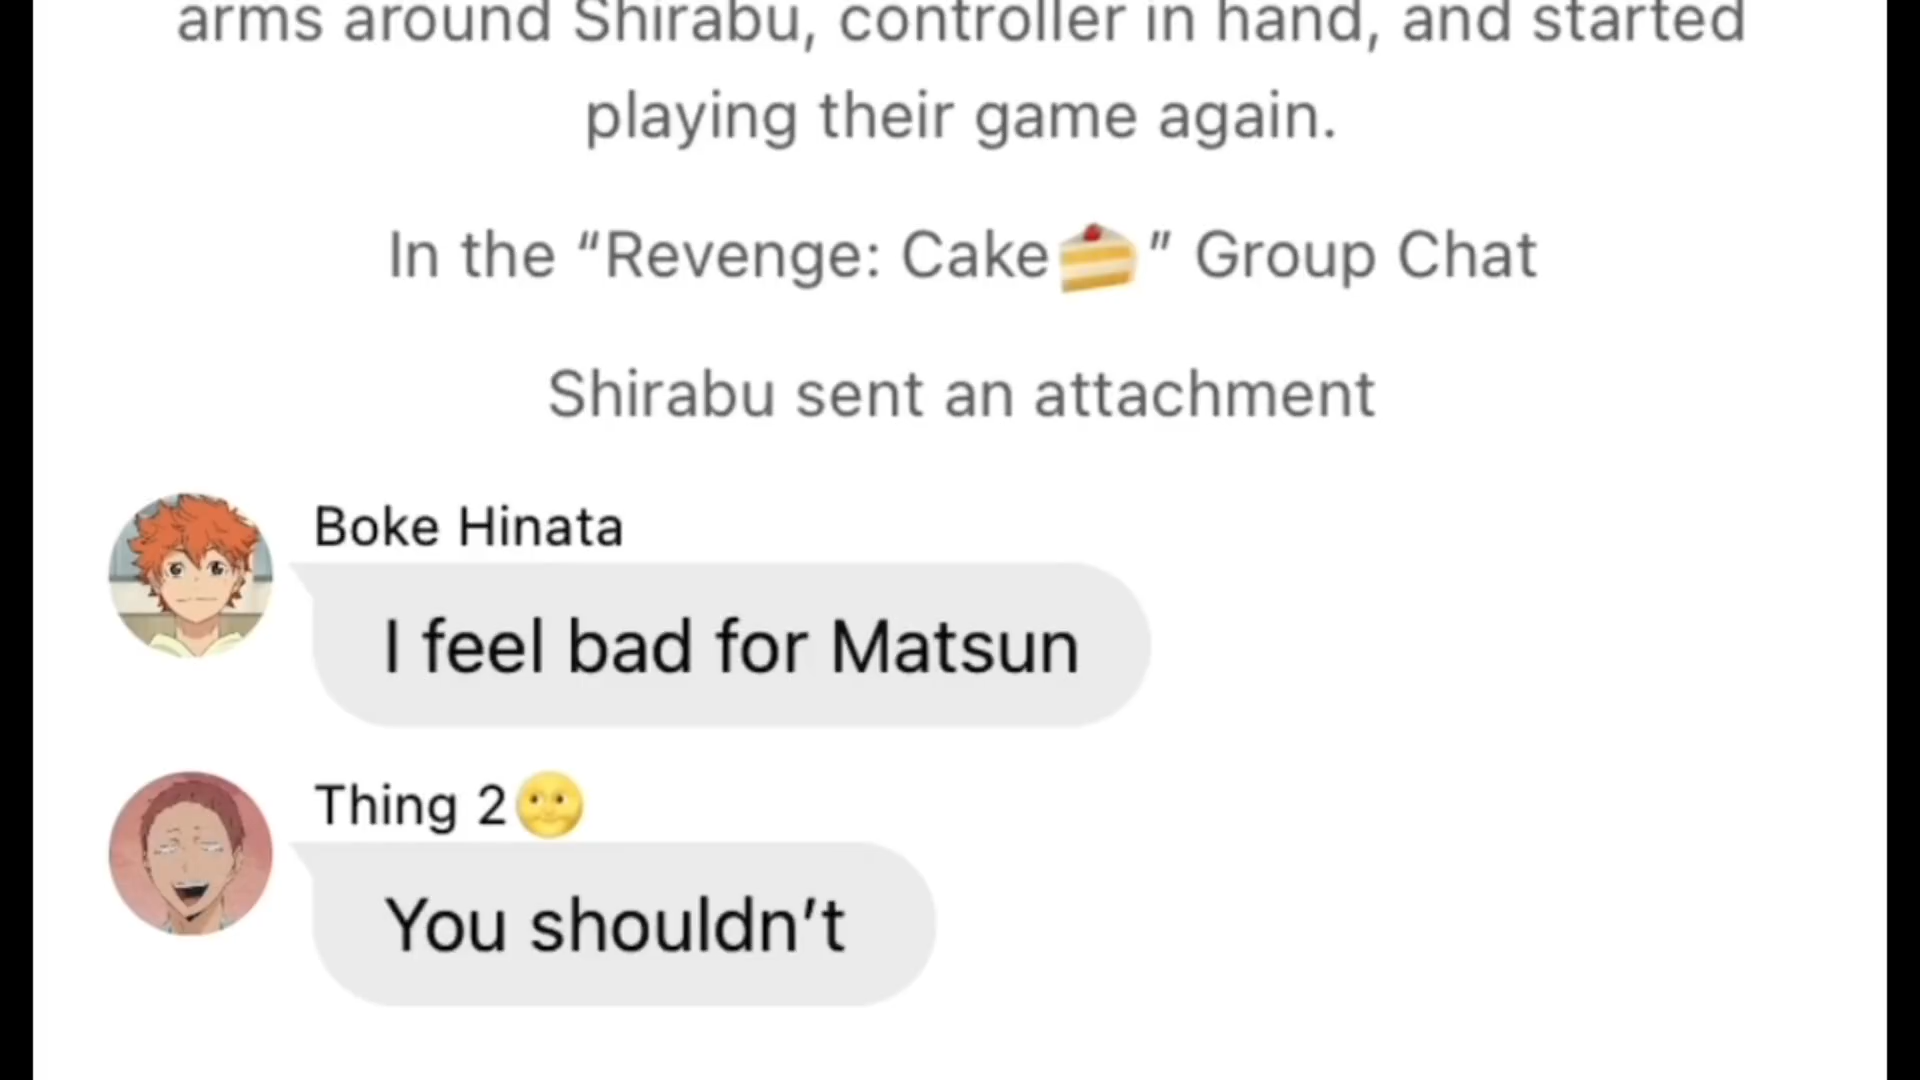 arms around Shirabu, controller in hand, and started
playing their game again.
In the “Revenge: Cake🍰” Group Chat
Shirabu sent an attachment
Boke Hinata
I feel bad for Matsun
Thing 2🌝
You shouldn’t